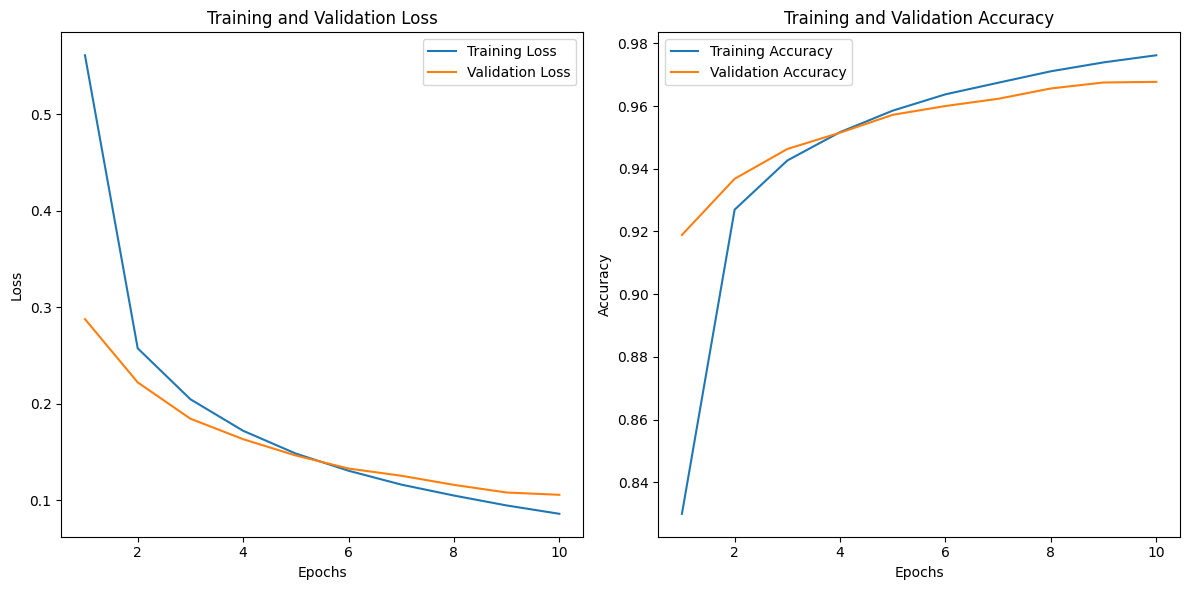 Training and Validation Loss
Training Loss
Validation Loss
0.5
0.4
0.3
0.2
0.1
Loss
2 4 6 8 10
Epochs
Training and Validation Accuracy
Training Accuracy
Validation Accuracy
0.98
0.96
0.94
0.92
0.90
0.88
0.86
0.84
Accuracy
2 4 6 8 10
Epochs